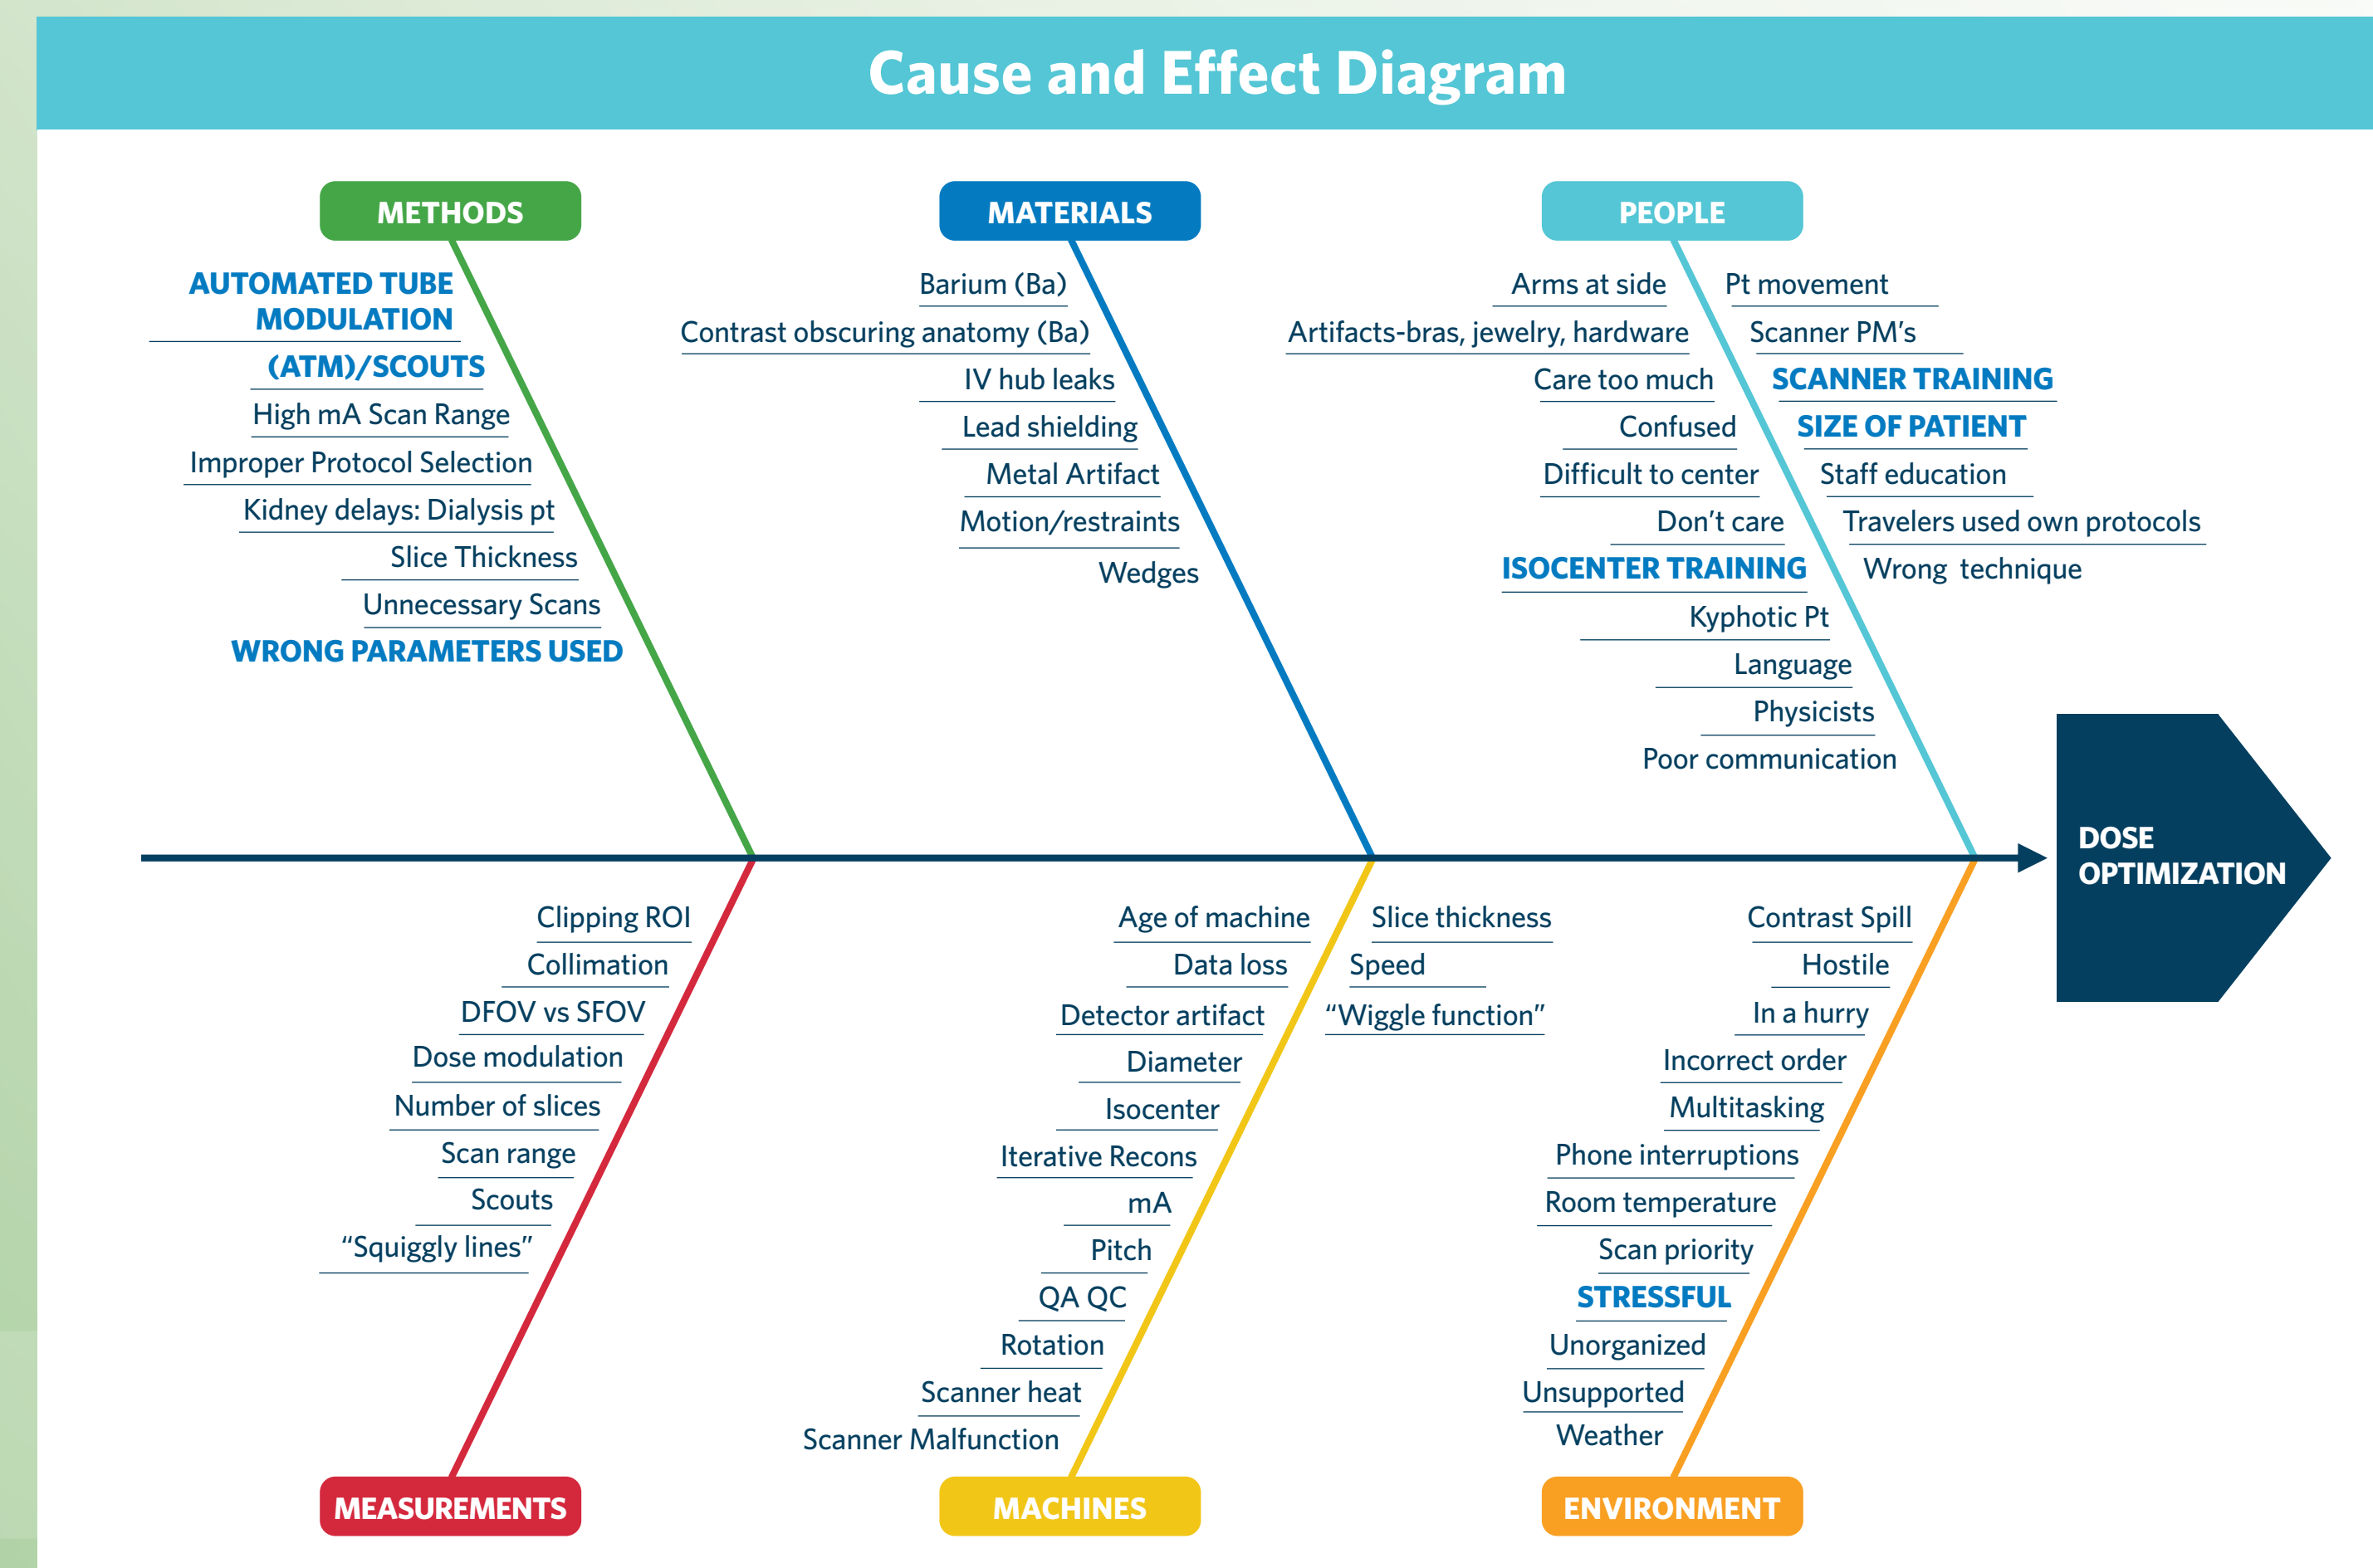 Cause and Effect Diagram
METHODS
AUTOMATED TUBE
MODULATION
(ATM)/SCOUTS
High mA Scan Range
Improper Protocol Selection
Kidney delays: Dialysis pt
Slice Thickness
Unnecessary Scans
WRONG PARAMETERS USED
MATERIALS
Barium (Ba)
Contrast obscuring anatomy (Ba)
IV hub leaks
Lead shielding
Metal Artifact
Motion/restraints
Wedges
PEOPLE
Arms at side
Artifacts-bras, jewelry, hardware
Care too much
Confused
Difficult to center
Don’t care
ISOCENTER TRAINING
Kyphotic Pt
Language
Physicists
Poor communication
Pt movement
Scanner PM’s
SCANNER TRAINING
SIZE OF PATIENT
Staff education
Travelers used own protocols
Wrong technique
DOSE
OPTIMIZATION
Clipping ROI
Collimation
DFOV vs SFOV
Dose modulation
Number of slices
Scan range
Scouts
“Squiggly lines”
MEASUREMENTS
Age of machine
Data loss
Detector artifact
Diameter
Isocenter
Iterative Recons
mA
Pitch
QA QC
Rotation
Scanner heat
Scanner Malfunction
Slice thickness
Speed
“Wiggle function”
MACHINES
Contrast Spill
Hostile
In a hurry
Incorrect order
Multitasking
Phone interruptions
Room temperature
Scan priority
STRESSFUL
Unorganized
Unsupported
Weather
ENVIRONMENT